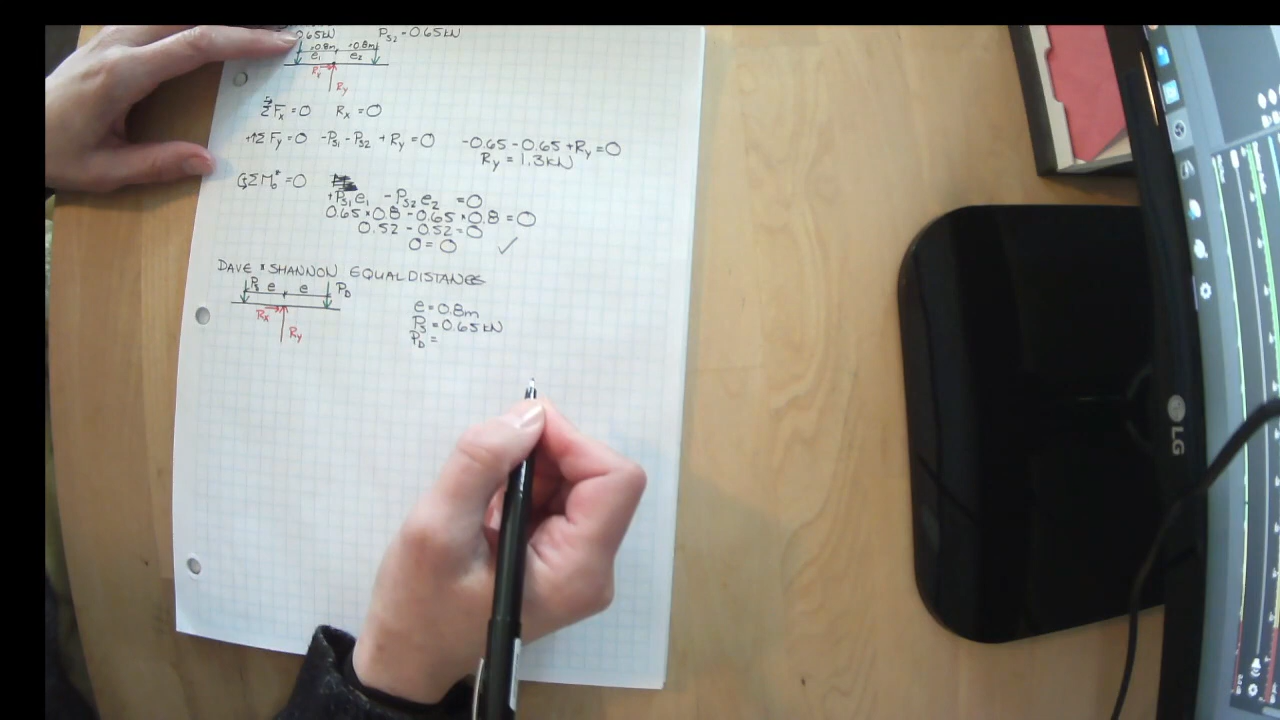 0.65kN P_S2 - 0.65kN
0.8m 0.8m
e₁ e₂
Rx
Ry
ΣFx = 0 Rx = 0
+↑ΣFy = 0 -P_S1 - P_S2 + Ry = 0 -0.65 - 0.65 + Ry = 0
Ry = 1.3kN
ΣMo = 0
+P_S1 e₁ - P_S2 e₂ = 0
0.65 × 0.8 - 0.65 × 0.8 = 0
0.52 - 0.52 = 0
0 = 0 ✓
DAVE & SHANNON EQUAL DISTANCE
P_S e e P_D
Rx
Ry
e = 0.8m
P_S = 0.65kN
P_D =
LG